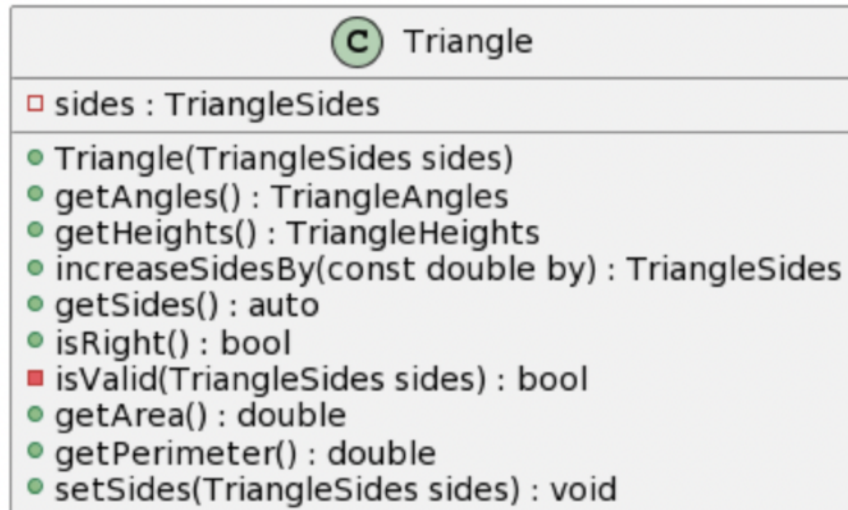 C Triangle
sides : TriangleSides
Triangle(TriangleSides sides)
getAngles() : TriangleAngles
getHeights() : TriangleHeights
increaseSidesBy(const double by) : TriangleSides
getSides() : auto
isRight() : bool
isValid(TriangleSides sides) : bool
getArea() : double
getPerimeter() : double
setSides(TriangleSides sides) : void